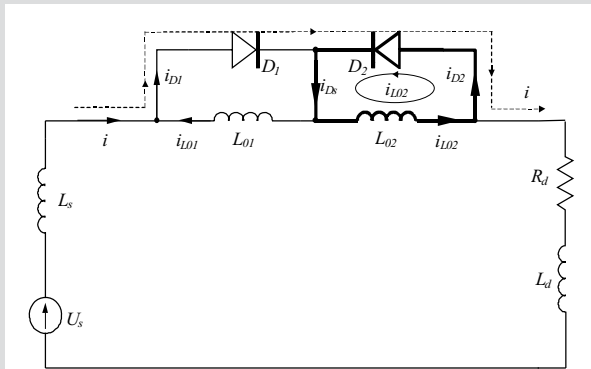 D1 D2
iD1 iDs iL02 iD2 i
i iL01 L01 L02 iL02
Rd
Ls
Ld
Us